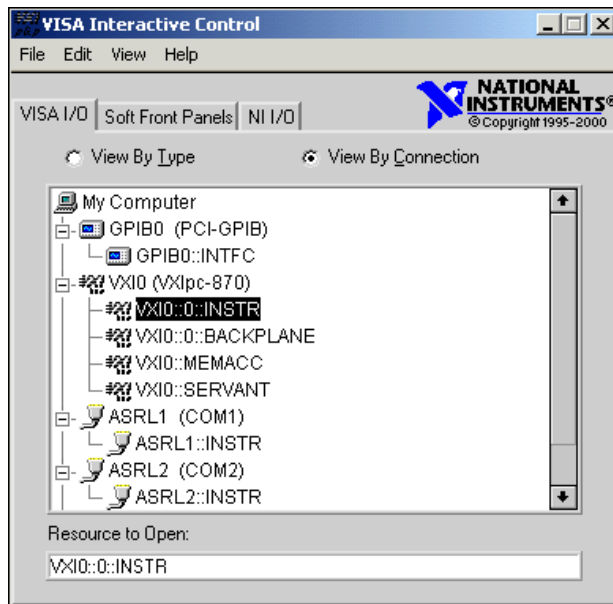 VISA Interactive Control
File Edit View Help
NATIONAL
INSTRUMENTS®
© Copyright 1995-2000
VISA I/O Soft Front Panels NI I/O
View By Type View By Connection
My Computer
GPIB0 (PCI-GPIB)
GPIB0::INTFC
VXI0 (VXIpc-870)
VXI0::0::INSTR
VXI0::0::BACKPLANE
VXI0::MEMACC
VXI0::SERVANT
ASRL1 (COM1)
ASRL1::INSTR
ASRL2 (COM2)
ASRL2::INSTR
Resource to Open:
VXI0::0::INSTR